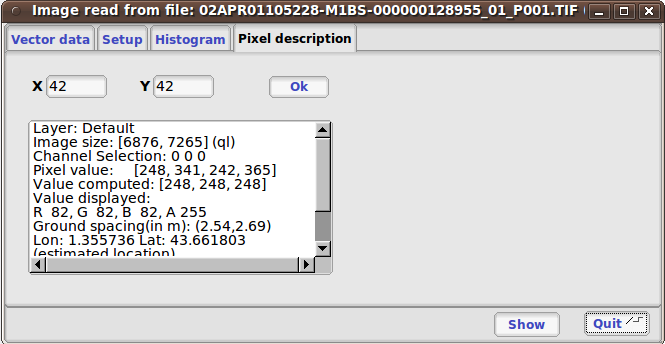 Image read from file: 02APR01105228-M1BS-000000128955_01_P001.TIF (
Vector data Setup Histogram Pixel description
X 42 Y 42 Ok
Layer: Default
Image size: [6876, 7265] (ql)
Channel Selection: 0 0 0
Pixel value: [248, 341, 242, 365]
Value computed: [248, 248, 248]
Value displayed:
R 82, G 82, B 82, A 255
Ground spacing(in m): (2.54,2.69)
Lon: 1.355736 Lat: 43.661803
(estimated location)
Show Quit